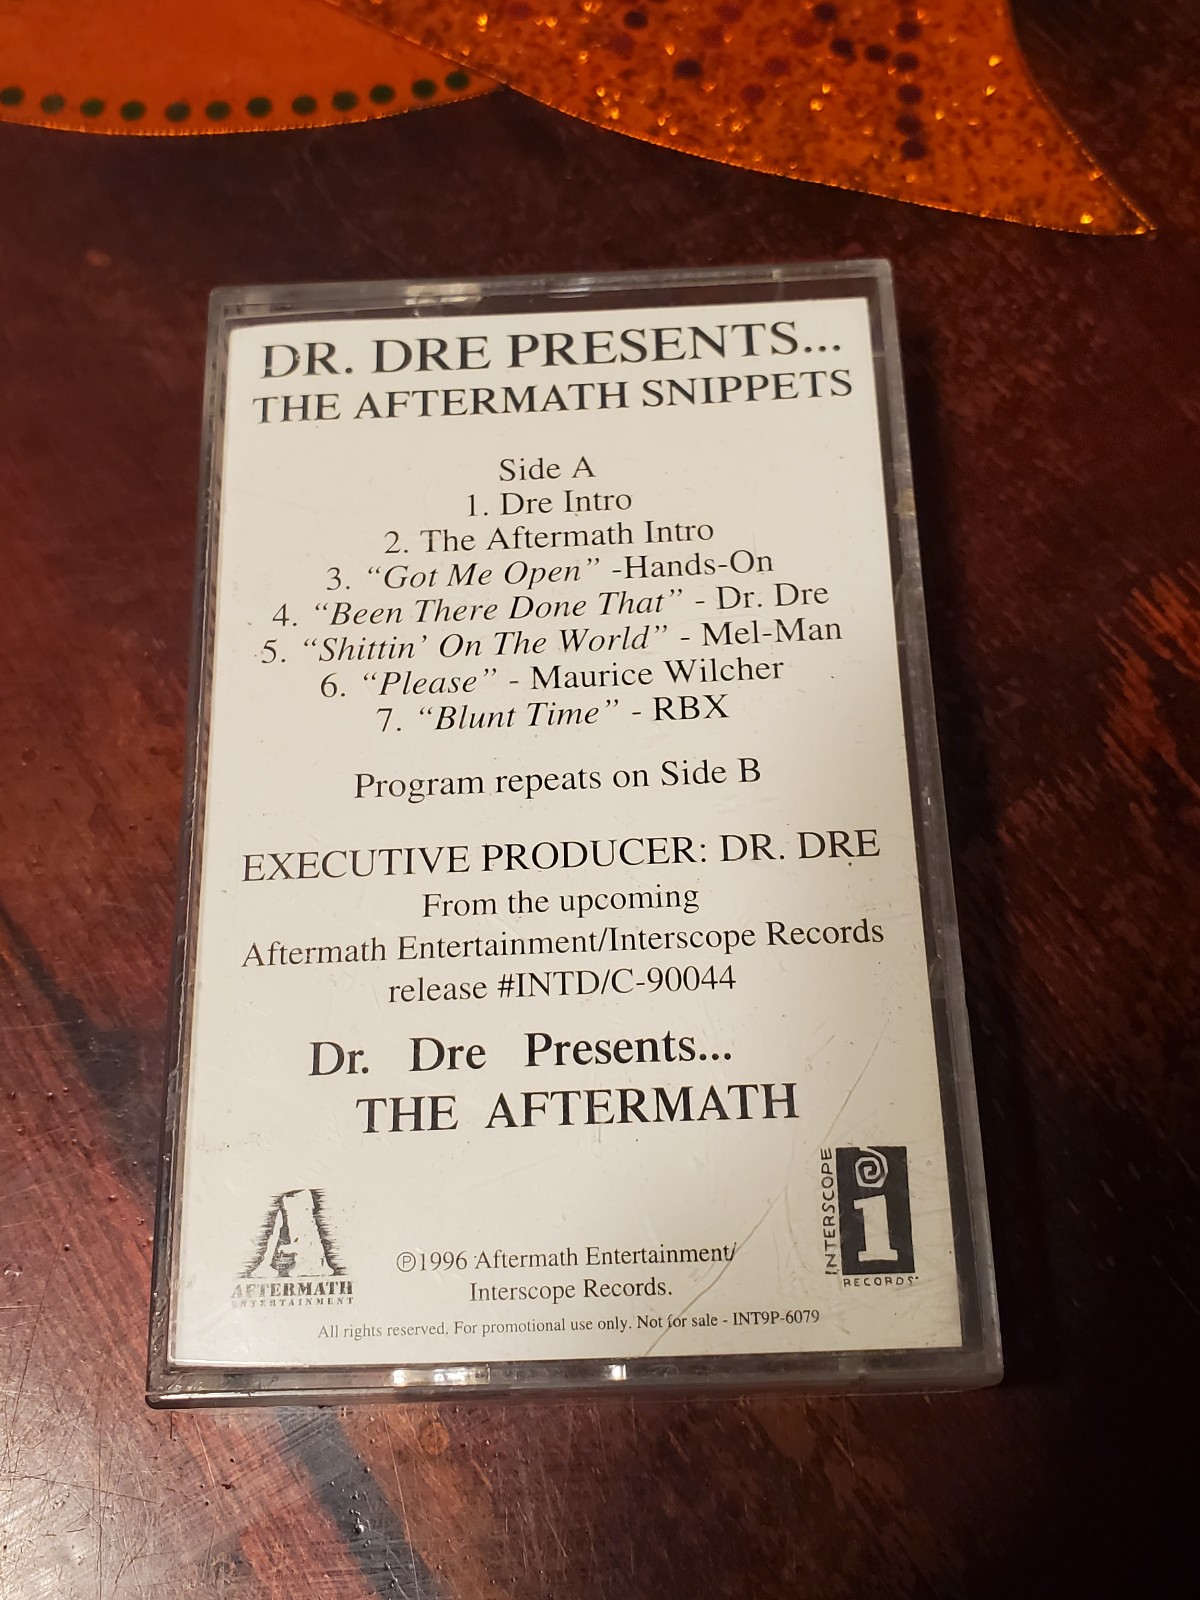 DR. DRE PRESENTS...
THE AFTERMATH SNIPPETS
Side A
1. Dre Intro
2. The Aftermath Intro
3. “Got Me Open” -Hands-On
4. “Been There Done That” - Dr. Dre
5. “Shittin’ On The World” - Mel-Man
6. “Please” - Maurice Wilcher
7. “Blunt Time” - RBX
Program repeats on Side B
EXECUTIVE PRODUCER: DR. DRE
From the upcoming
Aftermath Entertainment/Interscope Records
release #INTD/C-90044
Dr. Dre Presents...
THE AFTERMATH
A
AFTERMATH
ENTERTAINMENT
℗1996 Aftermath Entertainment/
Interscope Records.
INTERSCOPE
i
RECORDS
All rights reserved. For promotional use only. Not for sale - INT9P-6079